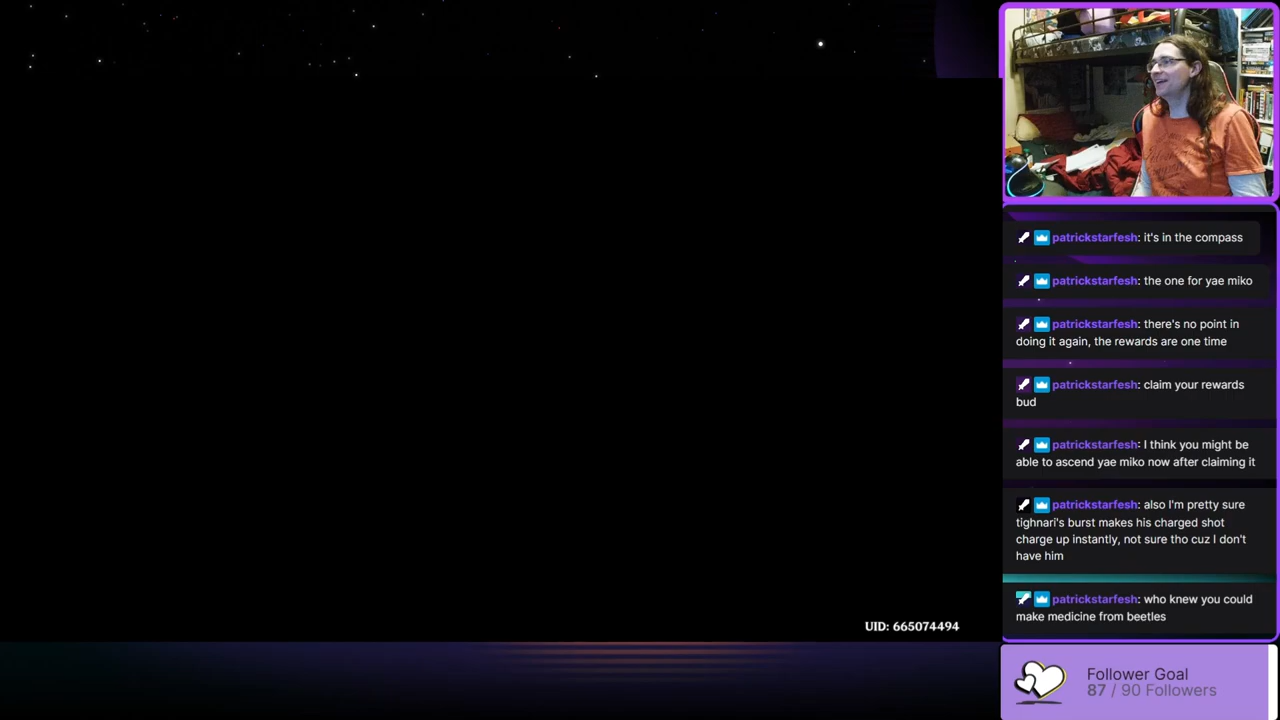 patrickstarfesh: it's in the compass
patrickstarfesh: the one for yae miko
patrickstarfesh: there's no point in
doing it again, the rewards are one time
patrickstarfesh: claim your rewards
bud
patrickstarfesh: I think you might be
able to ascend yae miko now after claiming it
patrickstarfesh: also I'm pretty sure
tighnari's burst makes his charged shot
charge up instantly, not sure tho cuz I don't
have him
patrickstarfesh: who knew you could
make medicine from beetles
UID: 665074494
Follower Goal
87 / 90 Followers